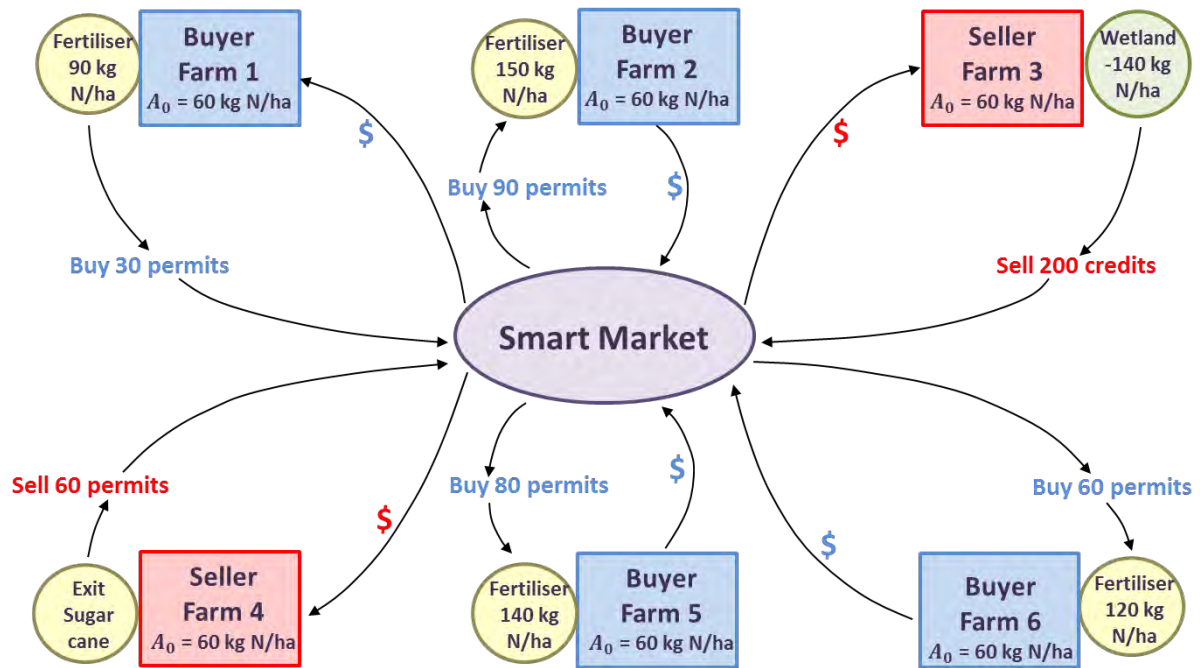 Fertiliser
90 kg
N/ha
Buyer
Farm 1
A₀ = 60 kg N/ha
Fertiliser
150 kg
N/ha
Buyer
Farm 2
A₀ = 60 kg N/ha
Seller
Farm 3
A₀ = 60 kg N/ha
Wetland
-140 kg
N/ha
$
$
$
Buy 90 permits
Buy 30 permits
Sell 200 credits
Smart Market
Sell 60 permits
$
Buy 80 permits
$
$
Buy 60 permits
Exit
Sugar
cane
Seller
Farm 4
A₀ = 60 kg N/ha
Fertiliser
140 kg
N/ha
Buyer
Farm 5
A₀ = 60 kg N/ha
Buyer
Farm 6
A₀ = 60 kg N/ha
Fertiliser
120 kg
N/ha